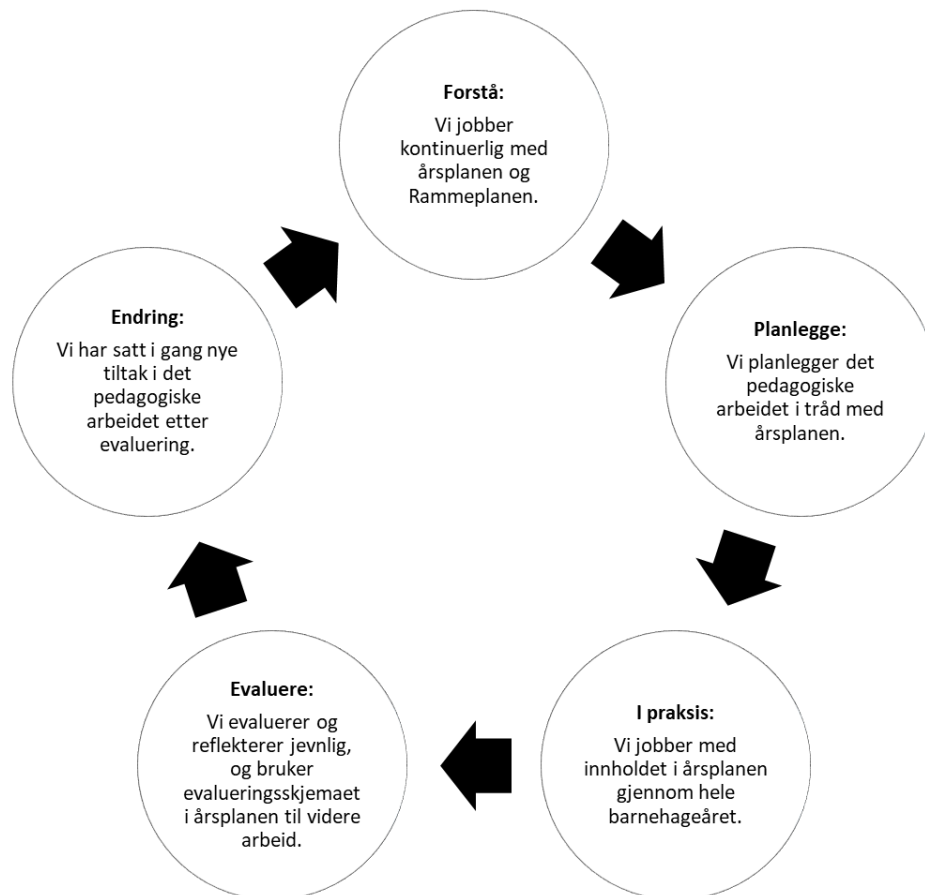 Forstå:
Vi jobber
kontinuerlig med
årsplanen og
Rammeplanen.
Planlegge:
Vi planlegger det
pedagogiske
arbeidet i tråd med
årsplanen.
I praksis:
Vi jobber med
innholdet i årsplanen
gjennom hele
barnehageåret.
Evaluere:
Vi evaluerer og
reflekterer jevnlig,
og bruker
evalueringsskjemaet
i årsplanen til videre
arbeid.
Endring:
Vi har satt i gang nye
tiltak i det
pedagogiske
arbeidet etter
evaluering.